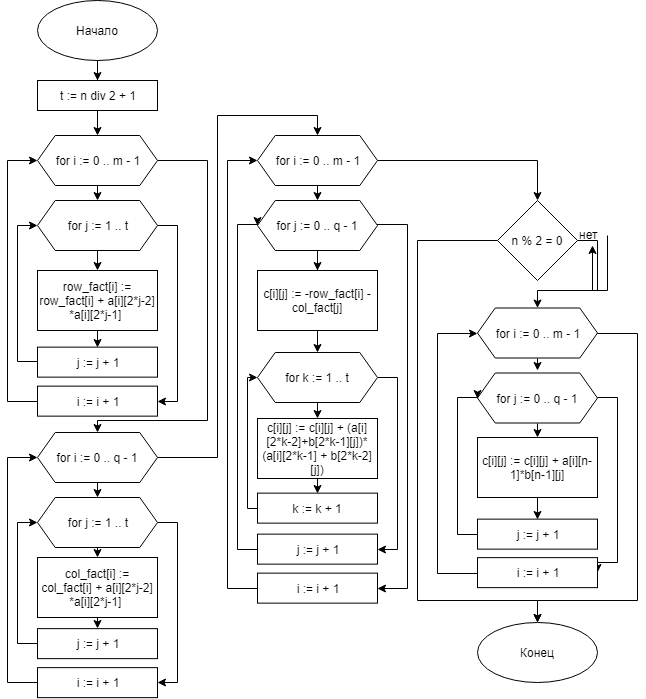 Начало
t := n div 2 + 1
for i := 0 .. m - 1
for j := 1 .. t
row_fact[i] :=
row_fact[i] + a[i][2*j-2]
*a[i][2*j-1]
j := j + 1
i := i + 1
for i := 0 .. q - 1
for j := 1 .. t
col_fact[i] :=
col_fact[i] + a[i][2*j-2]
*a[i][2*j-1]
j := j + 1
i := i + 1
for i := 0 .. m - 1
for j := 0 .. q - 1
c[i][j] := -row_fact[i] -
col_fact[j]
for k := 1 .. t
c[i][j] := c[i][j] + (a[i]
[2*k-2]+b[2*k-1][j])*
(a[i][2*k-1] + b[2*k-2]
[j])
k := k + 1
j := j + 1
i := i + 1
n % 2 = 0
нет
for i := 0 .. m - 1
for j := 0 .. q - 1
c[i][j] := c[i][j] + a[i][n-
1]*b[n-1][j]
j := j + 1
i := i + 1
Конец